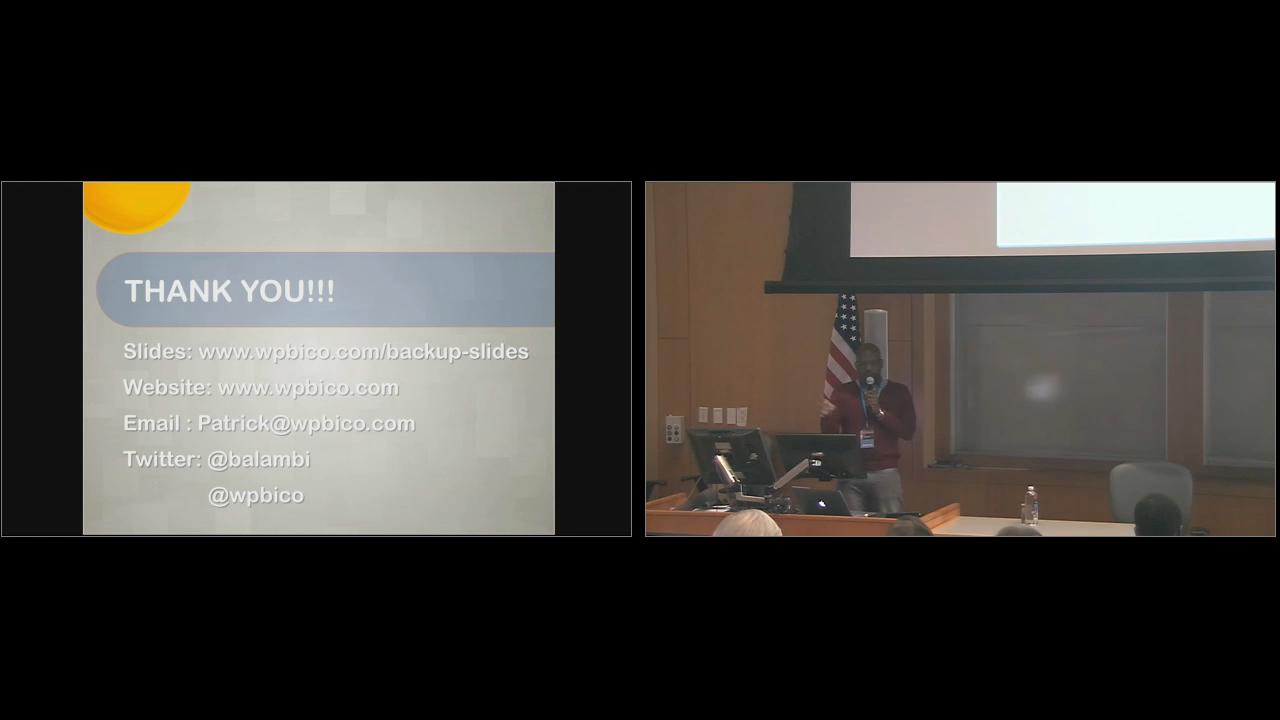 THANK YOU!!!
Slides: www.wpbico.com/backup-slides
Website: www.wpbico.com
Email : Patrick@wpbico.com
Twitter: @balambi
@wpbico